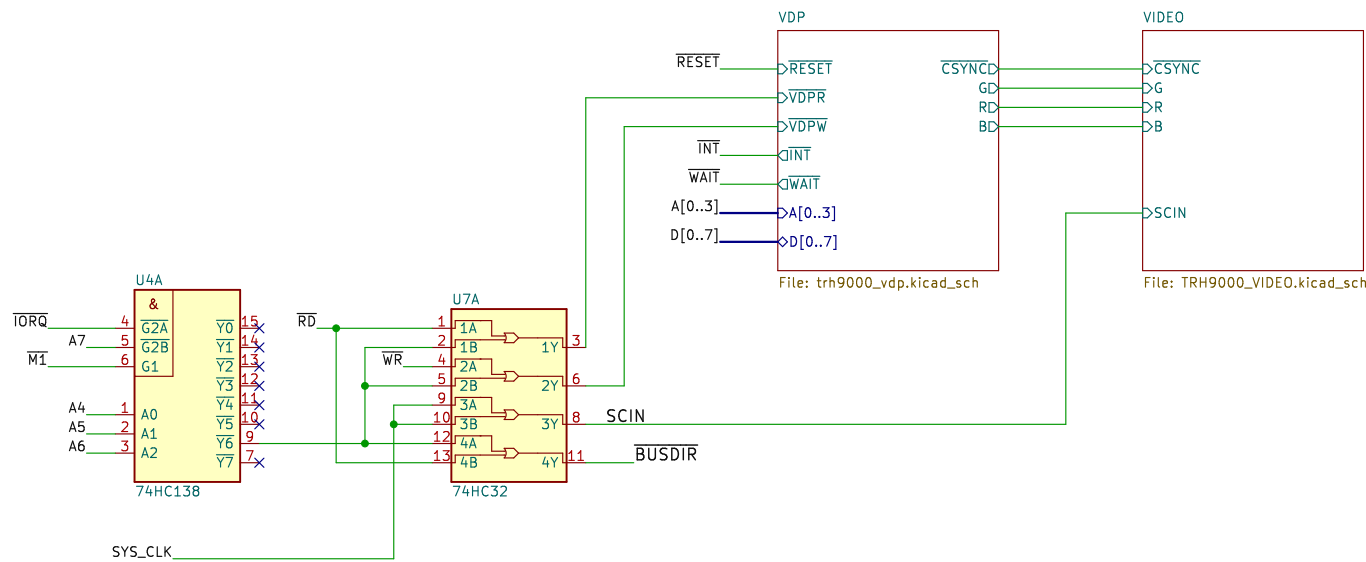 VDP
VIDEO
RESET
RESET
CSYNC
CSYNC
G
G
VDPR
R
R
VDPW
B
B
INT
INT
WAIT
WAIT
A[0..3]
A[0..3]
SCIN
D[0..7]
D[0..7]
File: trh9000_vdp.kicad_sch
File: TRH9000_VIDEO.kicad_sch
U4A
&
IORQ
4
G2A
Y0
15
A7
5
G2B
Y1
14
M1
6
G1
Y2
13
Y3
12
Y4
11
A4
1
A0
Y5
10
A5
2
A1
Y6
9
A6
3
A2
Y7
7
74HC138
U7A
RD
1
1A
2
1B
1Y
3
WR
4
2A
5
2B
2Y
6
9
3A
10
3B
3Y
8
SCIN
12
4A
13
4B
4Y
11
BUSDIR
74HC32
SYS_CLK